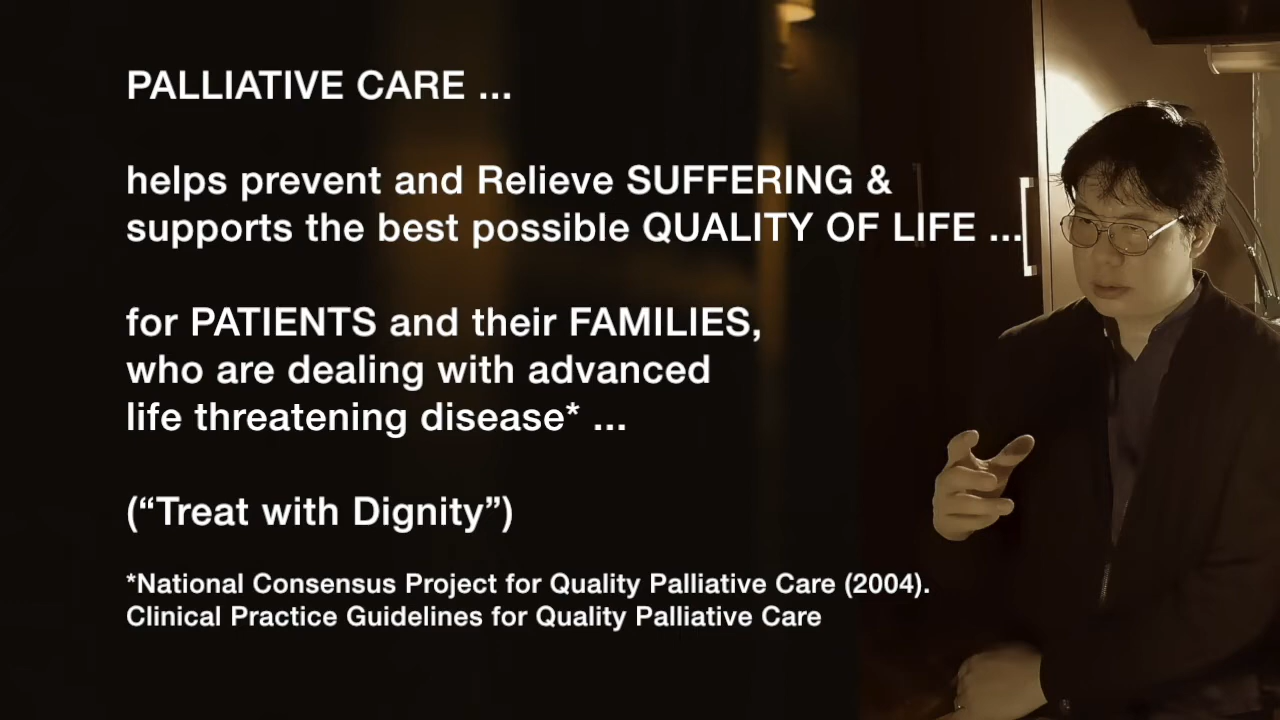 PALLIATIVE CARE ...
helps prevent and Relieve SUFFERING &
supports the best possible QUALITY OF LIFE ...
for PATIENTS and their FAMILIES,
who are dealing with advanced
life threatening disease* ...
(“Treat with Dignity”)
*National Consensus Project for Quality Palliative Care (2004).
Clinical Practice Guidelines for Quality Palliative Care